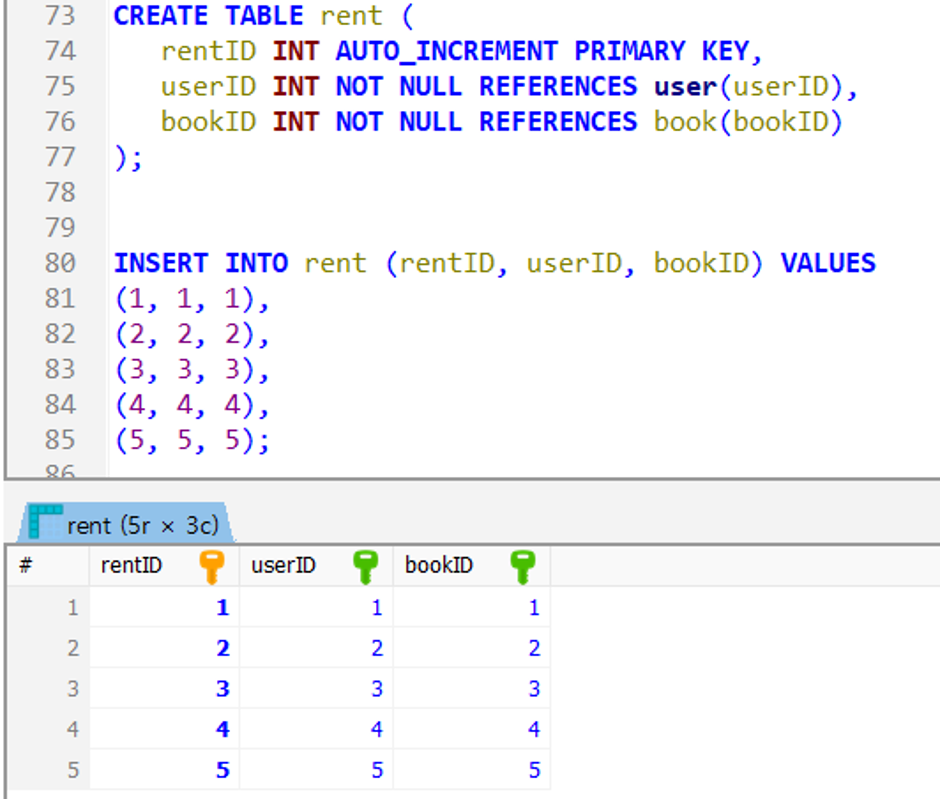 73 CREATE TABLE rent (
74 rentID INT AUTO_INCREMENT PRIMARY KEY,
75 userID INT NOT NULL REFERENCES user(userID),
76 bookID INT NOT NULL REFERENCES book(bookID)
77 );
78
79
80 INSERT INTO rent (rentID, userID, bookID) VALUES
81 (1, 1, 1),
82 (2, 2, 2),
83 (3, 3, 3),
84 (4, 4, 4),
85 (5, 5, 5);
86
rent (5r × 3c)
# rentID userID bookID
1 1 1 1
2 2 2 2
3 3 3 3
4 4 4 4
5 5 5 5